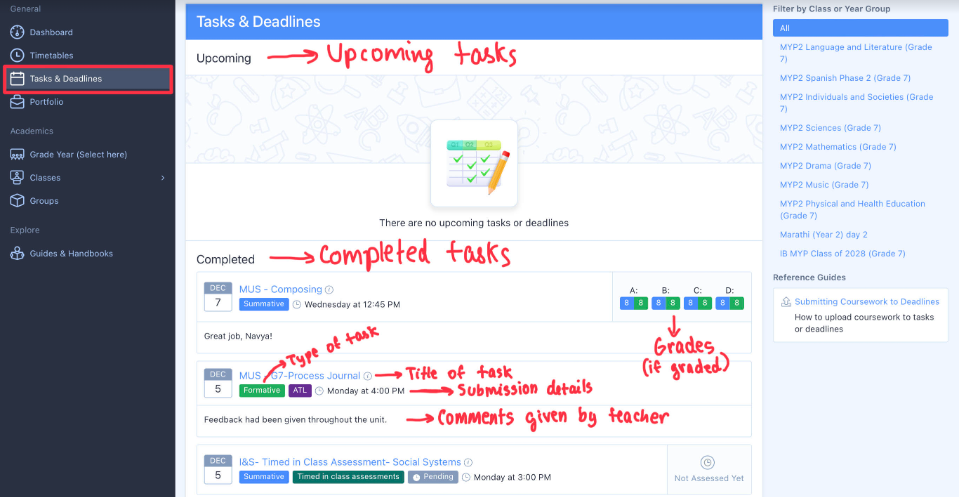 General
Dashboard
Timetables
Tasks & Deadlines
Portfolio
Academics
Grade Year (Select here)
Classes
Groups
Explore
Guides & Handbooks
Tasks & Deadlines
Upcoming
Upcoming tasks
There are no upcoming tasks or deadlines
Completed
Completed tasks
DEC
7
MUS - Composing
Summative
Wednesday at 12:45 PM
A: B: C: D:
8 8 8 8 8 8 8 8
Great job, Navya!
Type of task
Grades
(if graded)
DEC
5
MUS - G7-Process Journal
Title of task
Formative
ATL
Monday at 4:00 PM
Submission details
Feedback had been given throughout the unit.
Comments given by teacher
DEC
5
I&S- Timed in Class Assessment- Social Systems
Summative
Timed in class assessments
Pending
Monday at 3:00 PM
Not Assessed Yet
Filter by Class or Year Group
All
MYP2 Language and Literature (Grade
7)
MYP2 Spanish Phase 2 (Grade 7)
MYP2 Individuals and Societies (Grade
7)
MYP2 Sciences (Grade 7)
MYP2 Mathematics (Grade 7)
MYP2 Drama (Grade 7)
MYP2 Music (Grade 7)
MYP2 Physical and Health Education
(Grade 7)
Marathi (Year 2) day 2
IB MYP Class of 2028 (Grade 7)
Reference Guides
Submitting Coursework to Deadlines
How to upload coursework to tasks
or deadlines